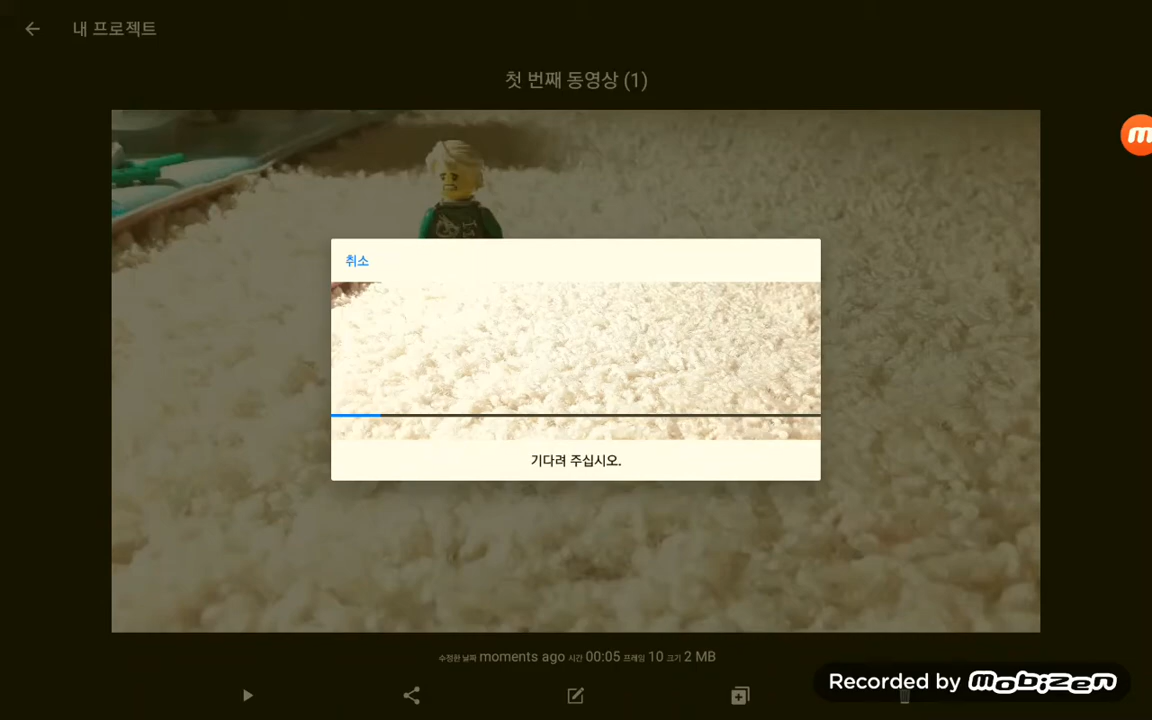 내 프로젝트
첫 번째 동영상 (1)
취소
기다려 주십시오.
수정한 날짜 moments ago 시간 00:05 프레임 10 크기 2 MB
Recorded by mobizen